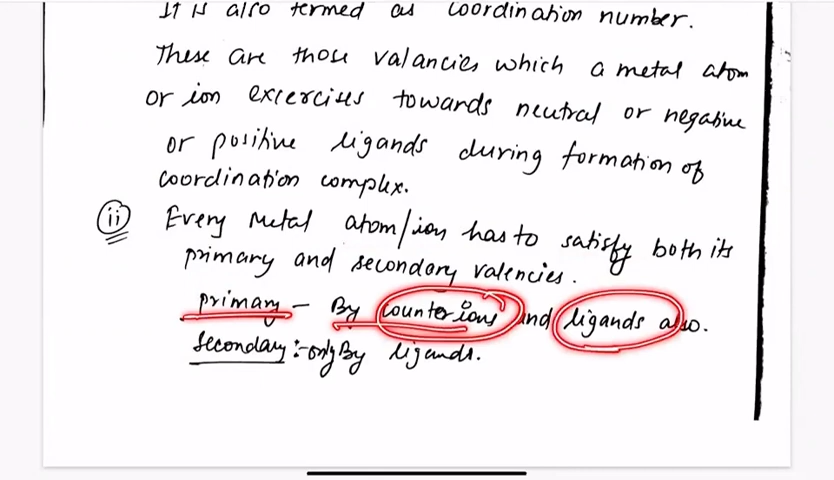 It is also termed as coordination number.
These are those valancies which a metal atom
or ion excercises towards neutral or negative
or positive ligands during formation of
coordination complex.
ii Every Metal atom/ion has to satisfy both its
primary and secondary valencies.
primary - By Counter ions and ligands also.
Secondary :- only By ligands.